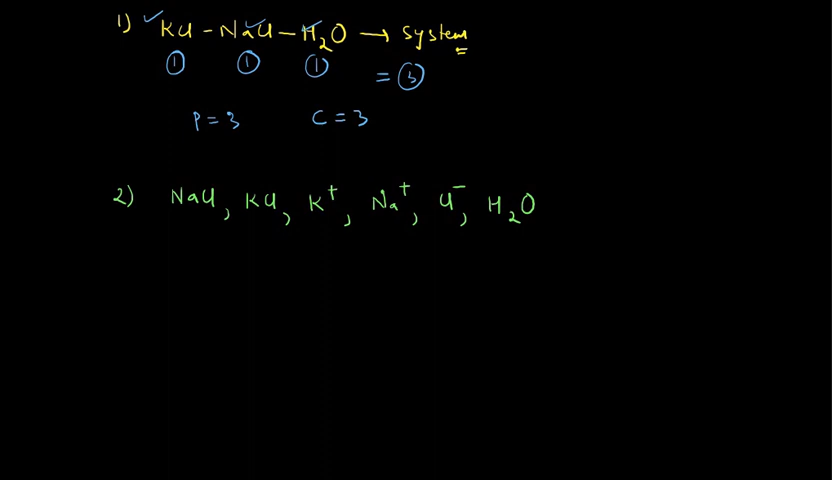 1) ✓KCl - NaCl - H₂O → System
① ① ① = ③
P = 3 C = 3
2) NaCl, KCl, K⁺, Na⁺, Cl⁻, H₂O